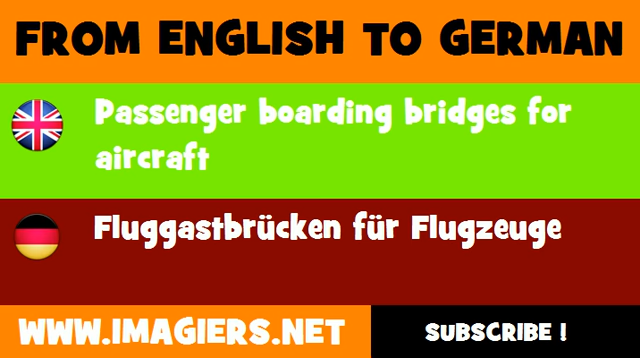 FROM ENGLISH TO GERMAN
Passenger boarding bridges for
aircraft
Fluggastbrücken für Flugzeuge
WWW.IMAGIERS.NET
SUBSCRIBE !